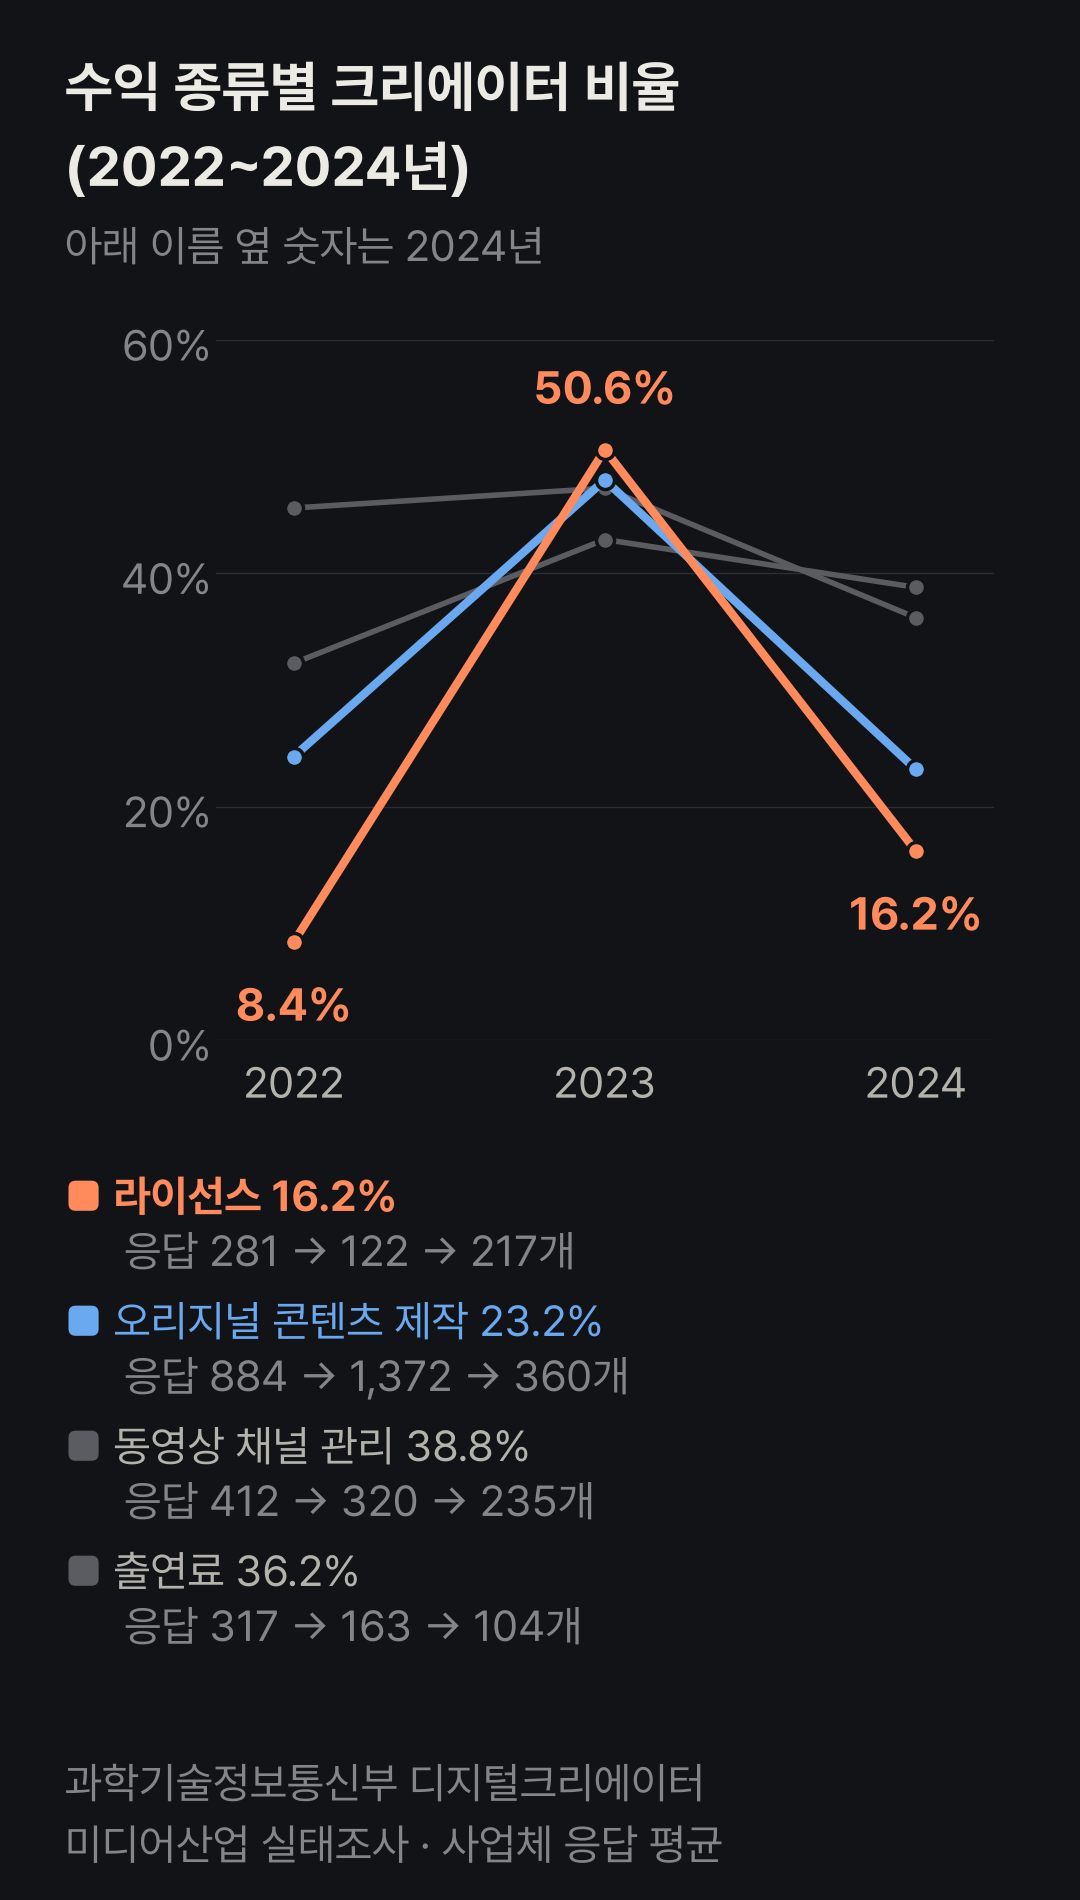 수익 종류별 크리에이터 비율
(2022~2024년)
아래 이름 옆 숫자는 2024년
60%
50.6%
40%
20%
16.2%
8.4%
0%
2022 2023 2024
라이선스 16.2%
응답 281 → 122 → 217개
오리지널 콘텐츠 제작 23.2%
응답 884 → 1,372 → 360개
동영상 채널 관리 38.8%
응답 412 → 320 → 235개
출연료 36.2%
응답 317 → 163 → 104개
과학기술정보통신부 디지털크리에이터
미디어산업 실태조사 · 사업체 응답 평균